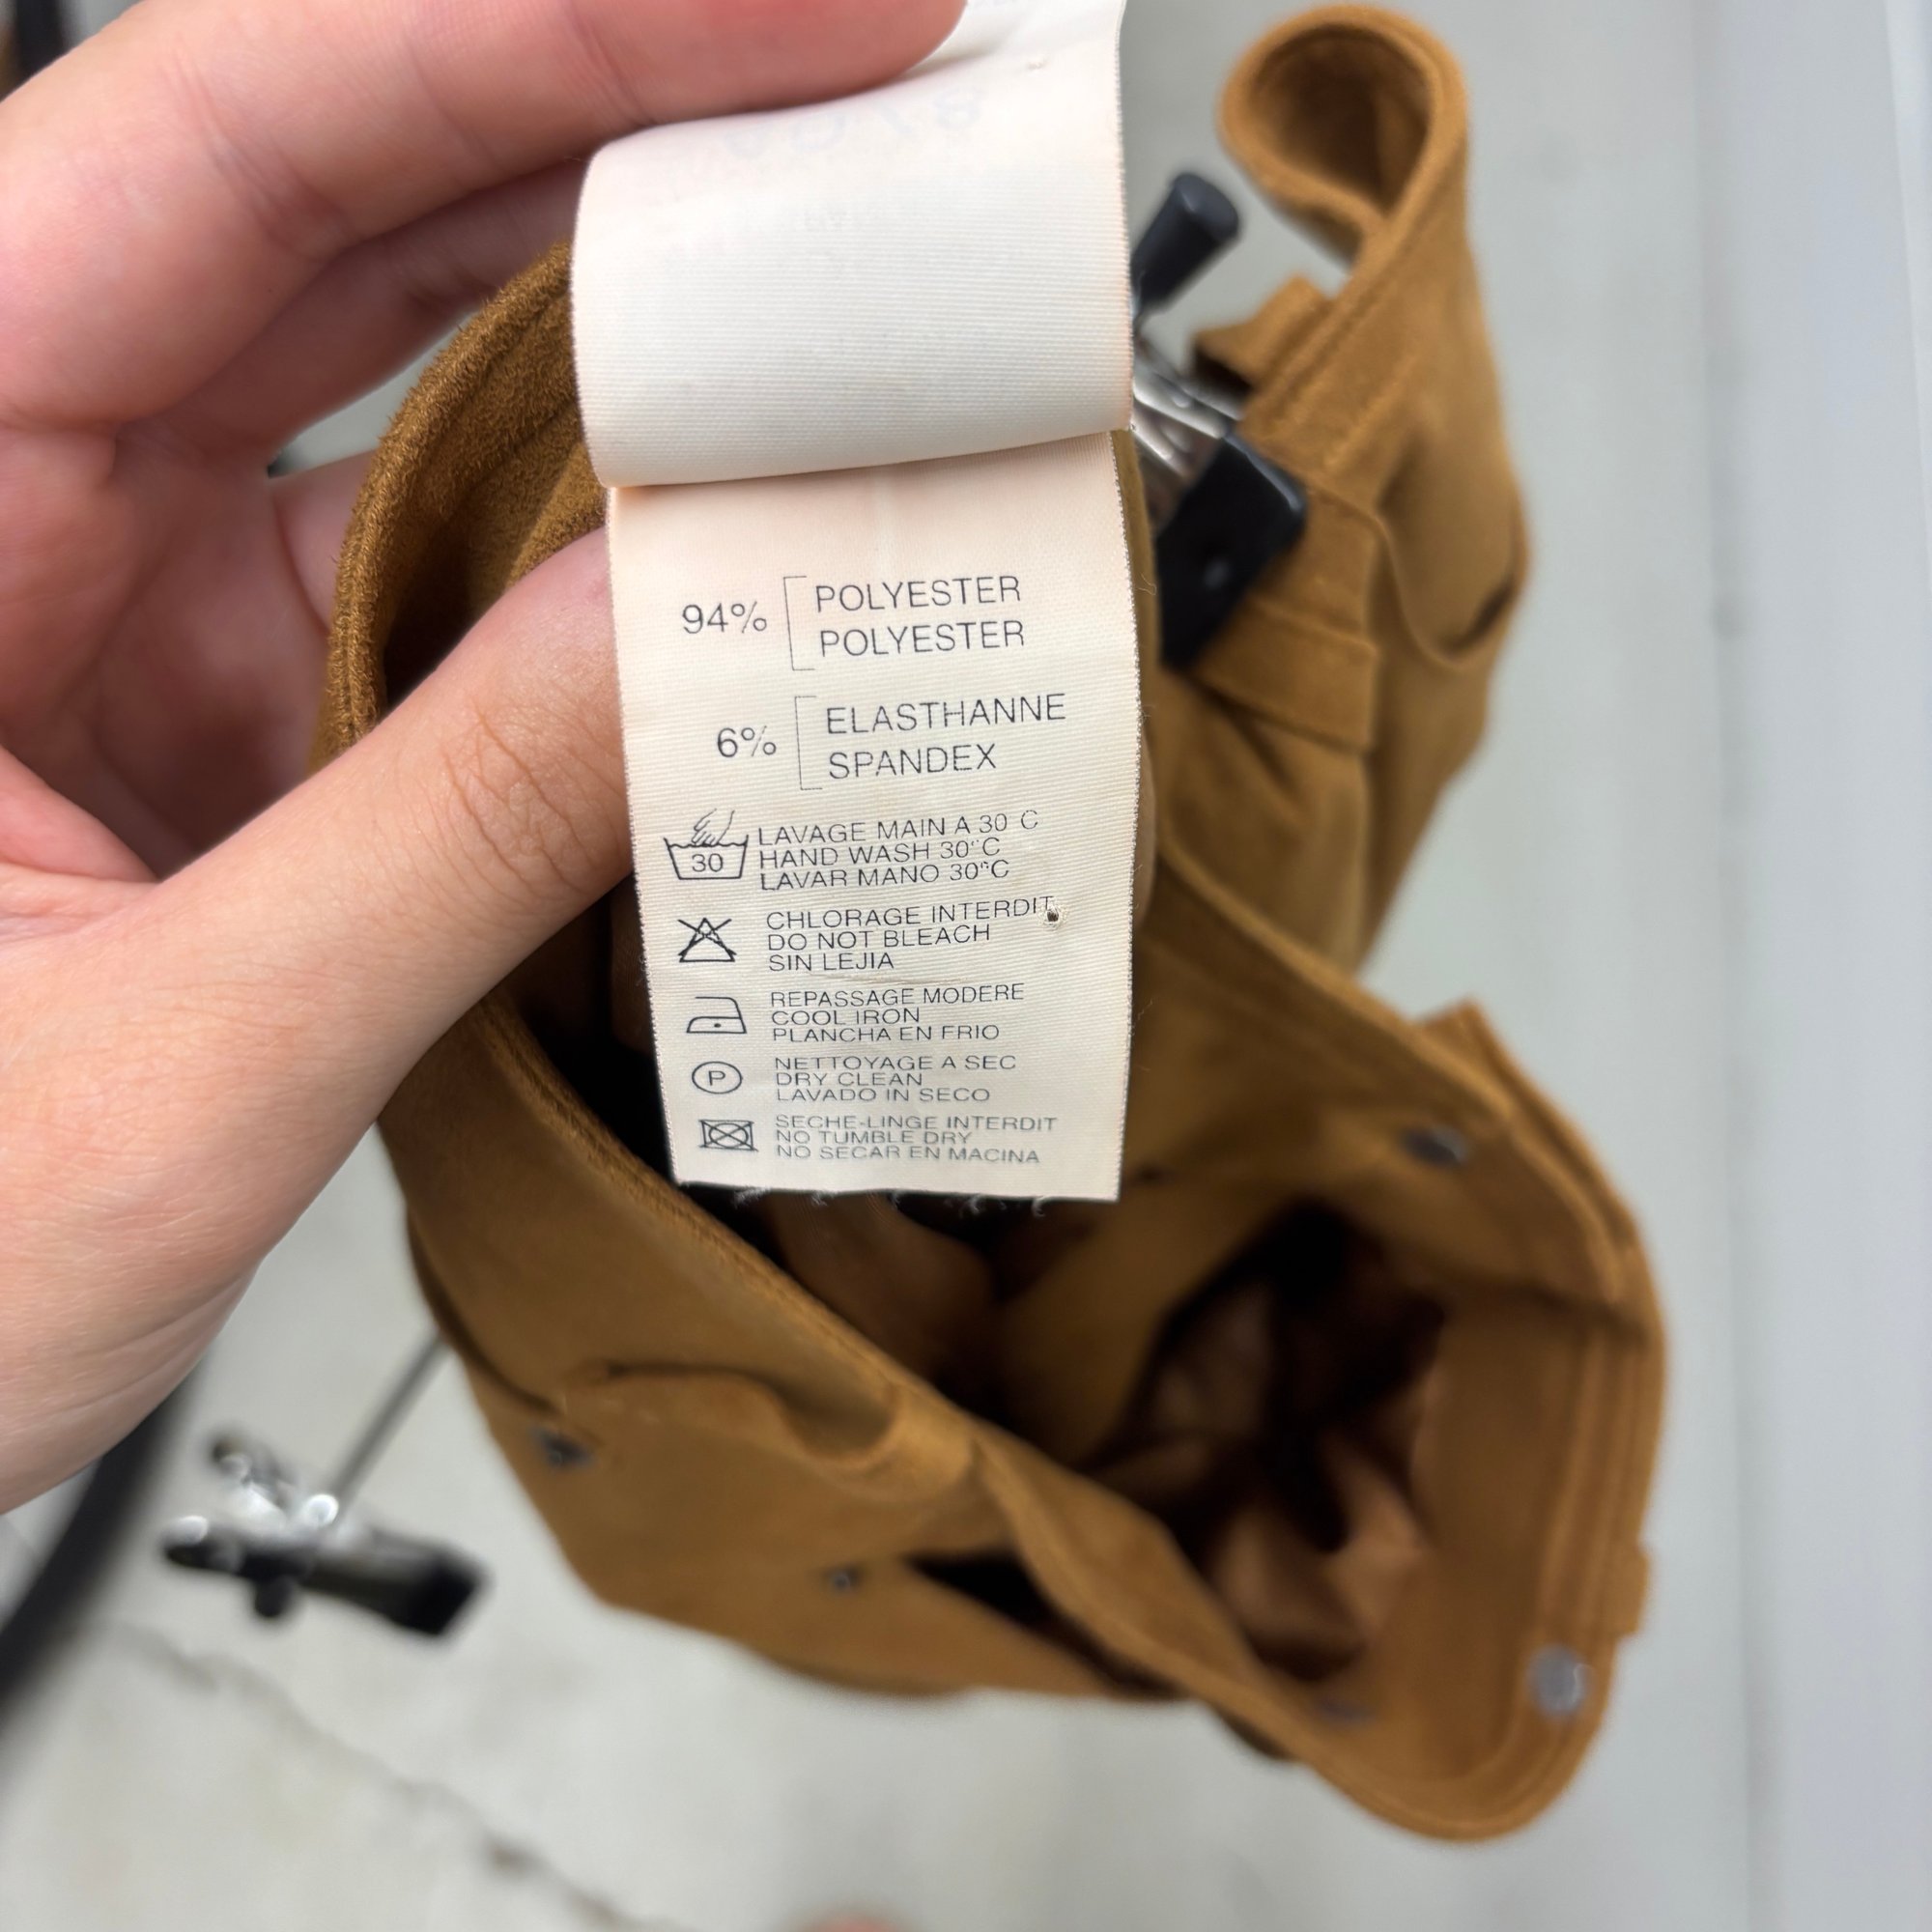 94% POLYESTER
POLYESTER
6% ELASTHANNE
SPANDEX
30
LAVAGE MAIN A 30 C
HAND WASH 30°C
LAVAR MANO 30°C
CHLORAGE INTERDIT
DO NOT BLEACH
SIN LEJIA
REPASSAGE MODERE
COOL IRON
PLANCHA EN FRIO
P
NETTOYAGE A SEC
DRY CLEAN
LAVADO IN SECO
SECHE-LINGE INTERDIT
NO TUMBLE DRY
NO SECAR EN MACINA